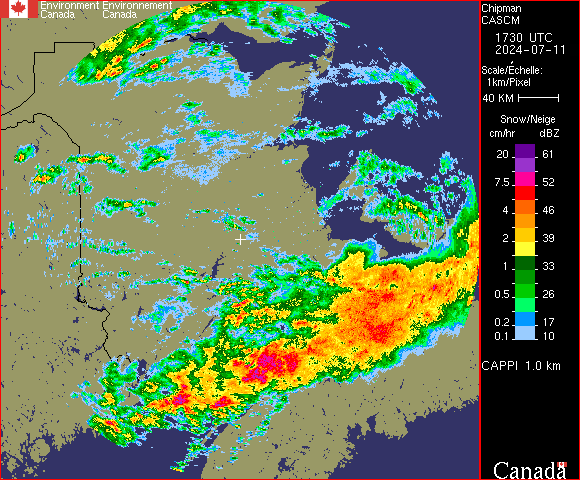 Environment Environnement
Canada Canada
Chipman
CASCM
1730 UTC
2024-07-11
Scale/Échelle:
1km/Pixel
40 KM
Snow/Neige
cm/hr dBZ
20 61
7.5 52
4 46
2 39
1 33
0.5 26
0.2 17
0.1 10
CAPPI 1.0 km
Canada